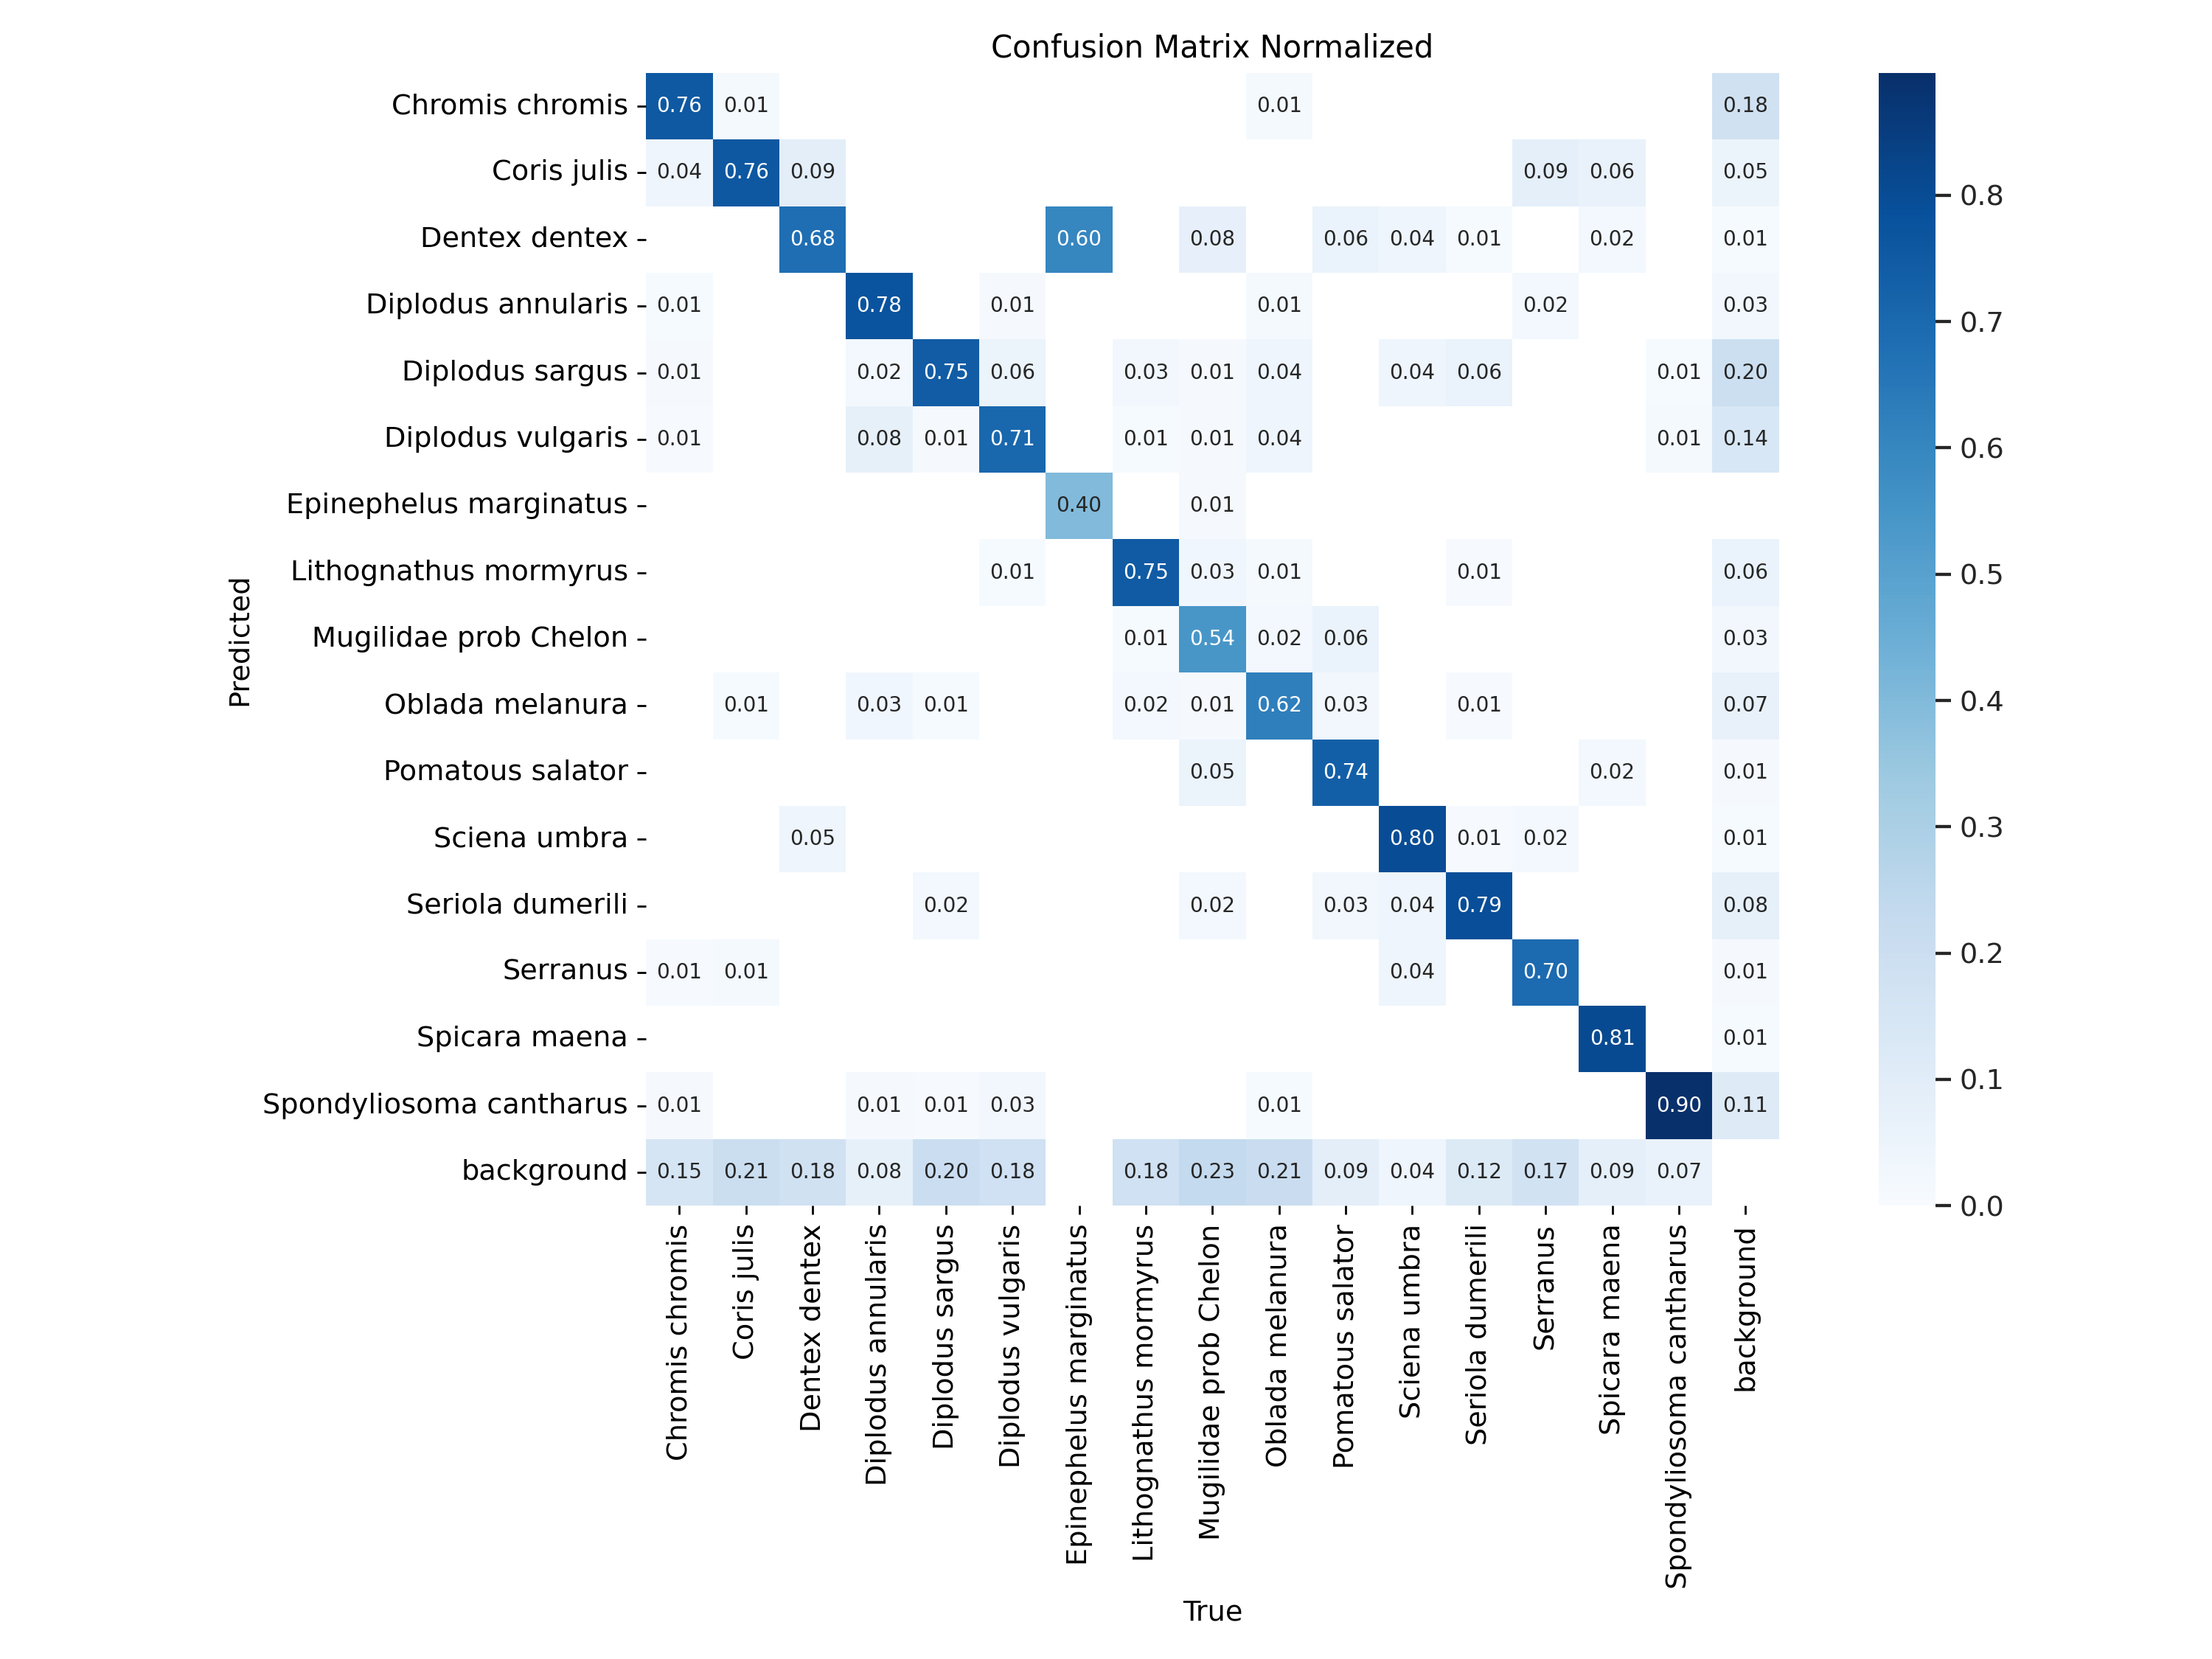 Confusion Matrix Normalized
Chromis chromis 0.76 0.01 0.01 0.18
Coris julis 0.04 0.76 0.09 0.09 0.06 0.05
Dentex dentex 0.68 0.60 0.08 0.06 0.04 0.01 0.02 0.01
Diplodus annularis 0.01 0.78 0.01 0.01 0.02 0.03
Diplodus sargus 0.01 0.02 0.75 0.06 0.03 0.01 0.04 0.04 0.06 0.01 0.20
Diplodus vulgaris 0.01 0.08 0.01 0.71 0.01 0.01 0.04 0.01 0.14
Epinephelus marginatus 0.40 0.01
Lithognathus mormyrus 0.01 0.75 0.03 0.01 0.01 0.06
Mugilidae prob Chelon 0.01 0.54 0.02 0.06 0.03
Oblada melanura 0.01 0.03 0.01 0.02 0.01 0.62 0.03 0.01 0.07
Pomatous salator 0.05 0.74 0.02 0.01
Sciena umbra 0.05 0.80 0.01 0.02 0.01
Seriola dumerili 0.02 0.02 0.03 0.04 0.79 0.08
Serranus 0.01 0.01 0.04 0.70 0.01
Spicara maena 0.81 0.01
Spondyliosoma cantharus 0.01 0.01 0.01 0.03 0.01 0.90 0.11
background 0.15 0.21 0.18 0.08 0.20 0.18 0.18 0.23 0.21 0.09 0.04 0.12 0.17 0.09 0.07
Predicted
Chromis chromis
Coris julis
Dentex dentex
Diplodus annularis
Diplodus sargus
Diplodus vulgaris
Epinephelus marginatus
Lithognathus mormyrus
Mugilidae prob Chelon
Oblada melanura
Pomatous salator
Sciena umbra
Seriola dumerili
Serranus
Spicara maena
Spondyliosoma cantharus
background
True
0.8
0.7
0.6
0.5
0.4
0.3
0.2
0.1
0.0